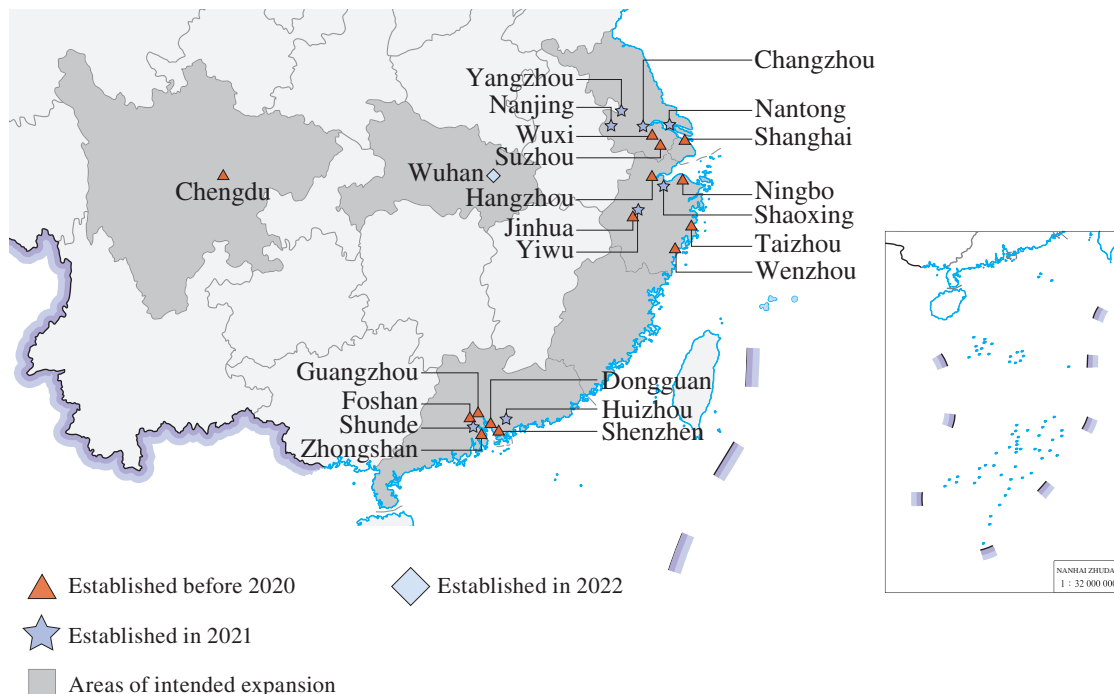 Changzhou
Yangzhou
Nanjing
Nantong
Wuxi
Shanghai
Suzhou
Wuhan
Chengdu
Hangzhou
Ningbo
Shaoxing
Jinhua
Yiwu
Taizhou
Wenzhou
Guangzhou
Dongguan
Foshan
Huizhou
Shunde
Shenzhen
Zhongshan
NANHAI ZHUDA
1 : 32 000 000
Established before 2020
Established in 2022
Established in 2021
Areas of intended expansion